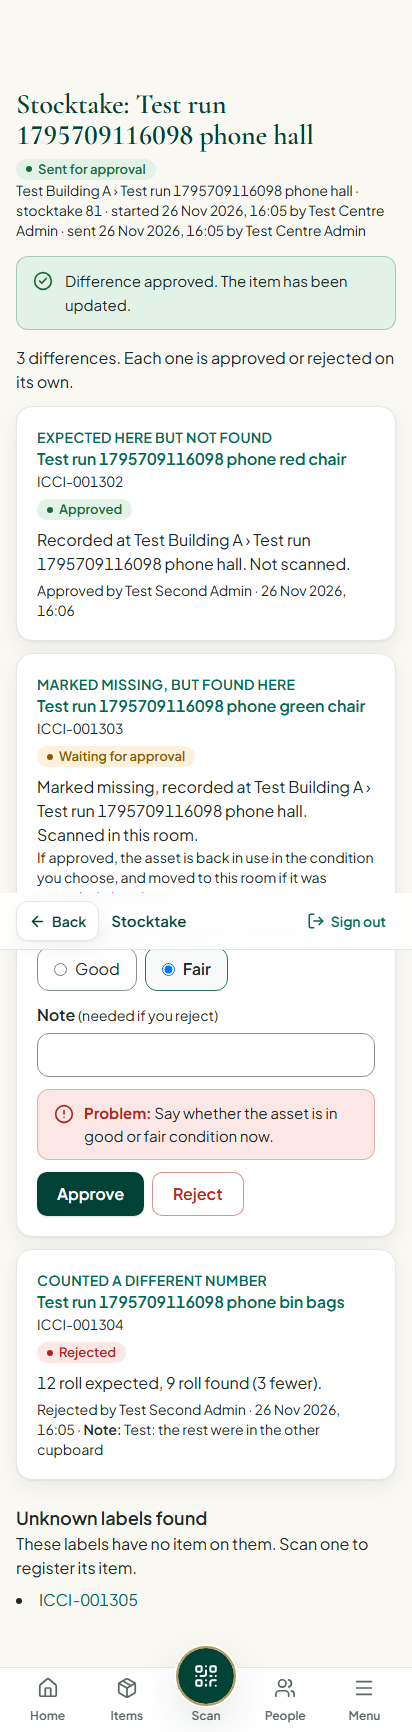 Stocktake: Test run
1795709116098 phone hall
Sent for approval
Test Building A › Test run 1795709116098 phone hall ·
stocktake 81 · started 26 Nov 2026, 16:05 by Test Centre
Admin · sent 26 Nov 2026, 16:05 by Test Centre Admin
Difference approved. The item has been
updated.
3 differences. Each one is approved or rejected on
its own.
EXPECTED HERE BUT NOT FOUND
Test run 1795709116098 phone red chair
ICCI-001302
Approved
Recorded at Test Building A › Test run
1795709116098 phone hall. Not scanned.
Approved by Test Second Admin · 26 Nov 2026,
16:06
MARKED MISSING, BUT FOUND HERE
Test run 1795709116098 phone green chair
ICCI-001303
Waiting for approval
Marked missing, recorded at Test Building A ›
Test run 1795709116098 phone hall.
Scanned in this room.
If approved, the asset is back in use in the condition
you choose, and moved to this room if it was
Back
Stocktake
Sign out
Good
Fair
Note (needed if you reject)
Problem: Say whether the asset is in
good or fair condition now.
Approve
Reject
COUNTED A DIFFERENT NUMBER
Test run 1795709116098 phone bin bags
ICCI-001304
Rejected
12 roll expected, 9 roll found (3 fewer).
Rejected by Test Second Admin · 26 Nov 2026,
16:05 · Note: Test: the rest were in the other
cupboard
Unknown labels found
These labels have no item on them. Scan one to
register its item.
ICCI-001305
Home
Items
Scan
People
Menu